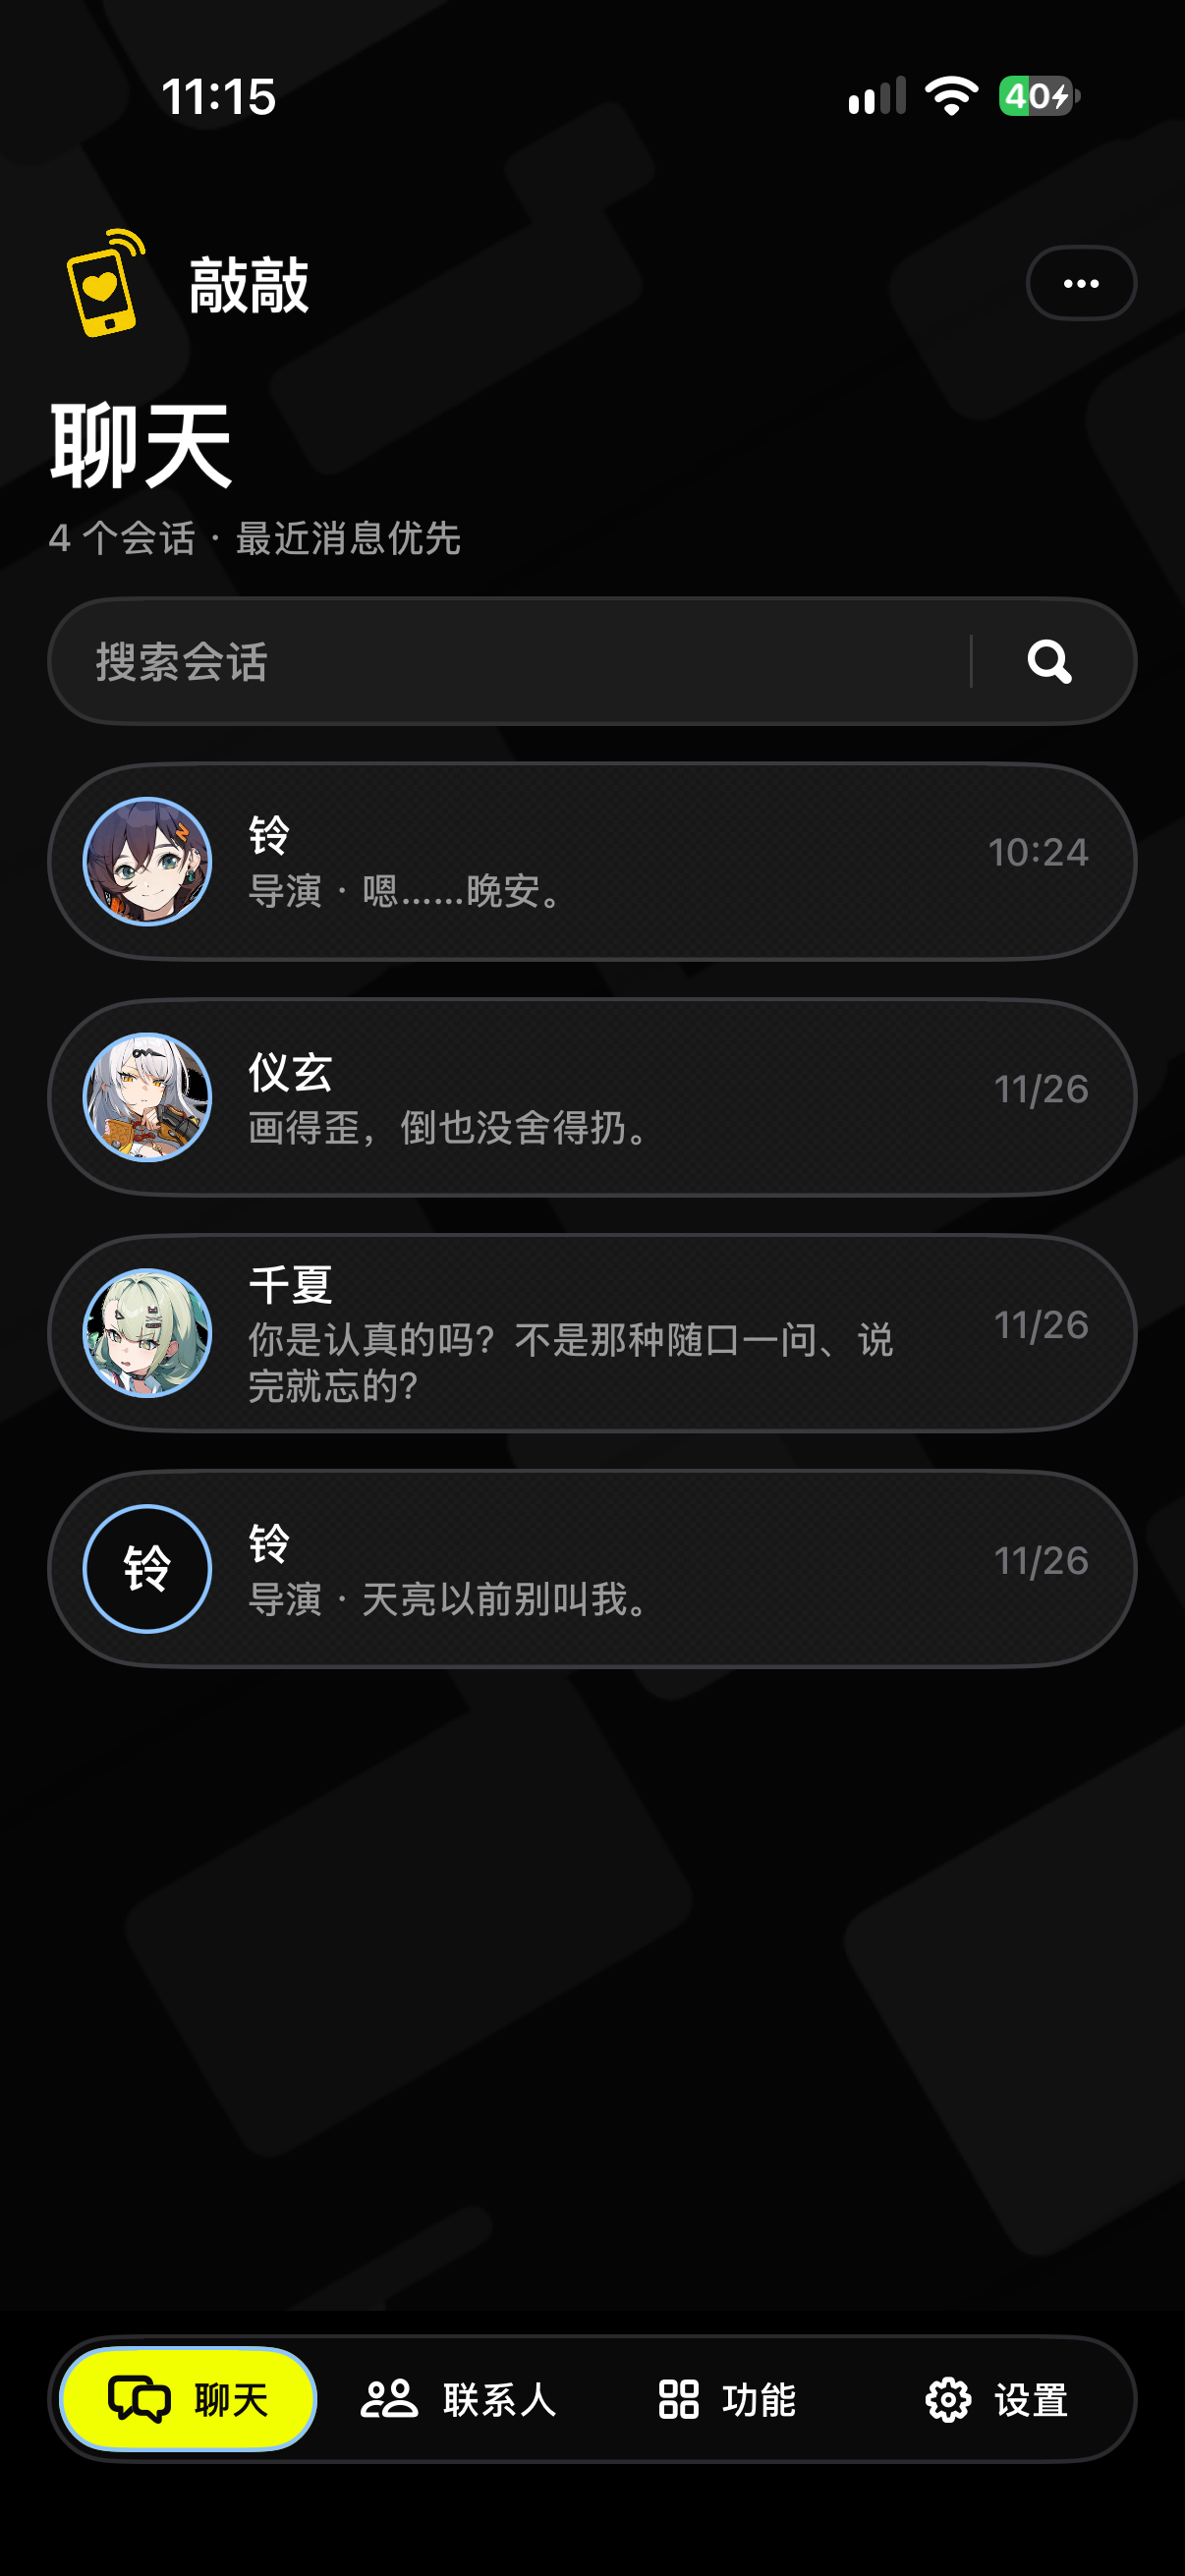 11:15
40
敲敲
聊天
4 个会话 · 最近消息优先
搜索会话
铃
10:24
导演 · 嗯……晚安。
仪玄
11/26
画得歪，倒也没舍得扔。
千夏
你是认真的吗？不是那种随口一问、说
11/26
完就忘的？
铃
铃
11/26
导演 · 天亮以前别叫我。
聊天
联系人
功能
设置